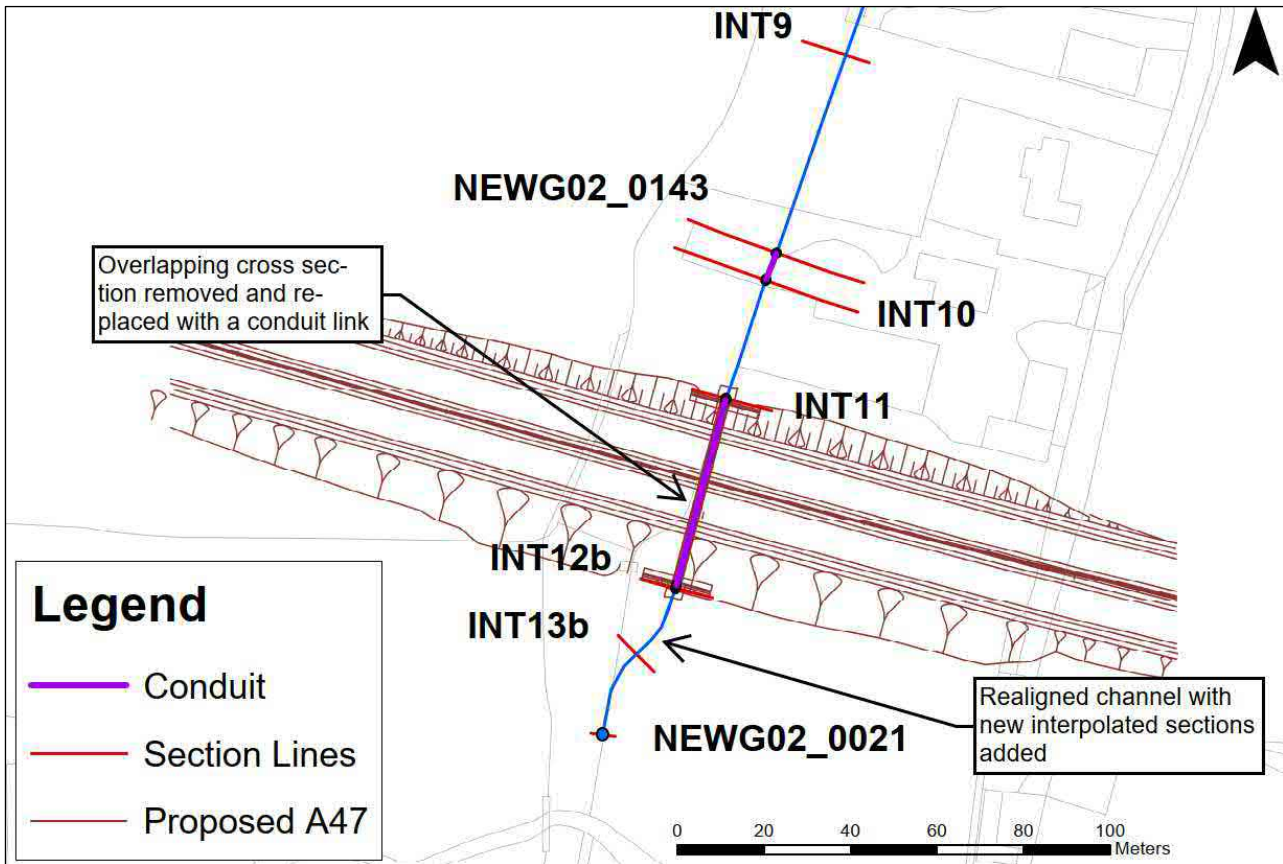 INT9
NEWG02_0143
Overlapping cross sec-
tion removed and re-
placed with a conduit link
INT10
INT11
INT12b
INT13b
NEWG02_0021
Realigned channel with
new interpolated sections
added
Legend
Conduit
Section Lines
Proposed A47
0 20 40 60 80 100
Meters